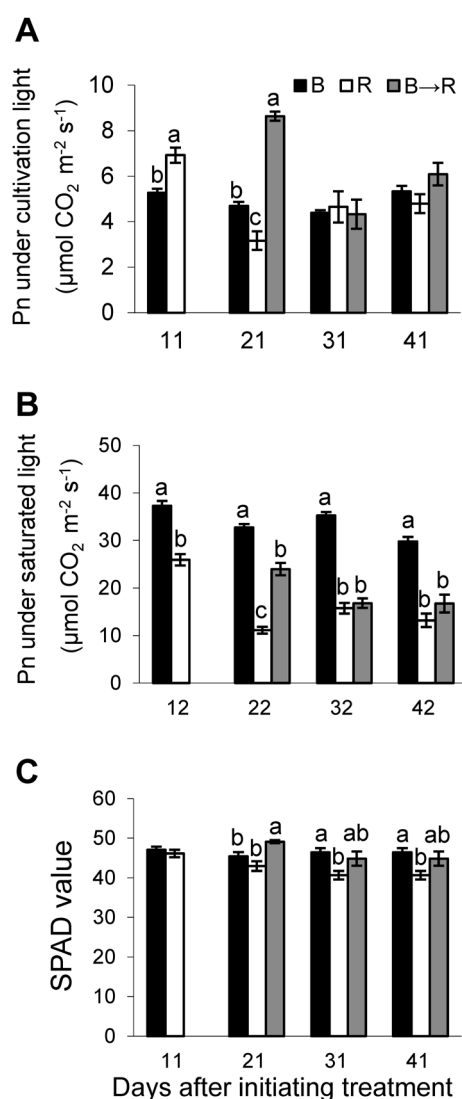 A
Pn under cultivation light
(μmol CO₂ m⁻² s⁻¹)
10
8
6
4
2
0
B R B→R
b a
b c a
11 21 31 41
B
Pn under saturated light
(μmol CO₂ m⁻² s⁻¹)
50
40
30
20
10
0
a b
a c b
a b b
a b b
12 22 32 42
C
SPAD value
60
50
40
30
20
10
0
b b a
a b ab
a b ab
11 21 31 41
Days after initiating treatment